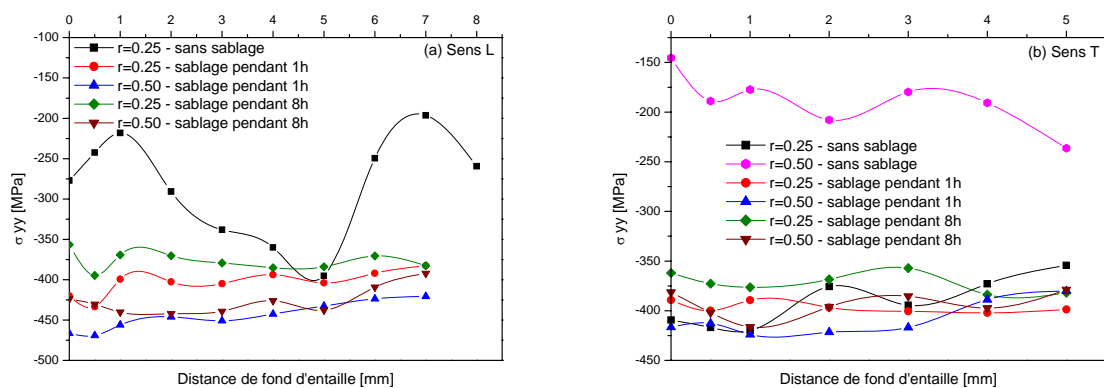 0 1 2 3 4 5 6 7 8
-100
-150
-200
-250
-300
-350
-400
-450
-500
σ yy [MPa]
(a) Sens L
r=0.25 - sans sablage
r=0.25 - sablage pendant 1h
r=0.50 - sablage pendant 1h
r=0.25 - sablage pendant 8h
r=0.50 - sablage pendant 8h
Distance de fond d'entaille [mm]
0 1 2 3 4 5
-150
-200
-250
-300
-350
-400
-450
σ yy [MPa]
(b) Sens T
r=0.25 - sans sablage
r=0.50 - sans sablage
r=0.25 - sablage pendant 1h
r=0.50 - sablage pendant 1h
r=0.25 - sablage pendant 8h
r=0.50 - sablage pendant 8h
Distance de fond d'entaille [mm]